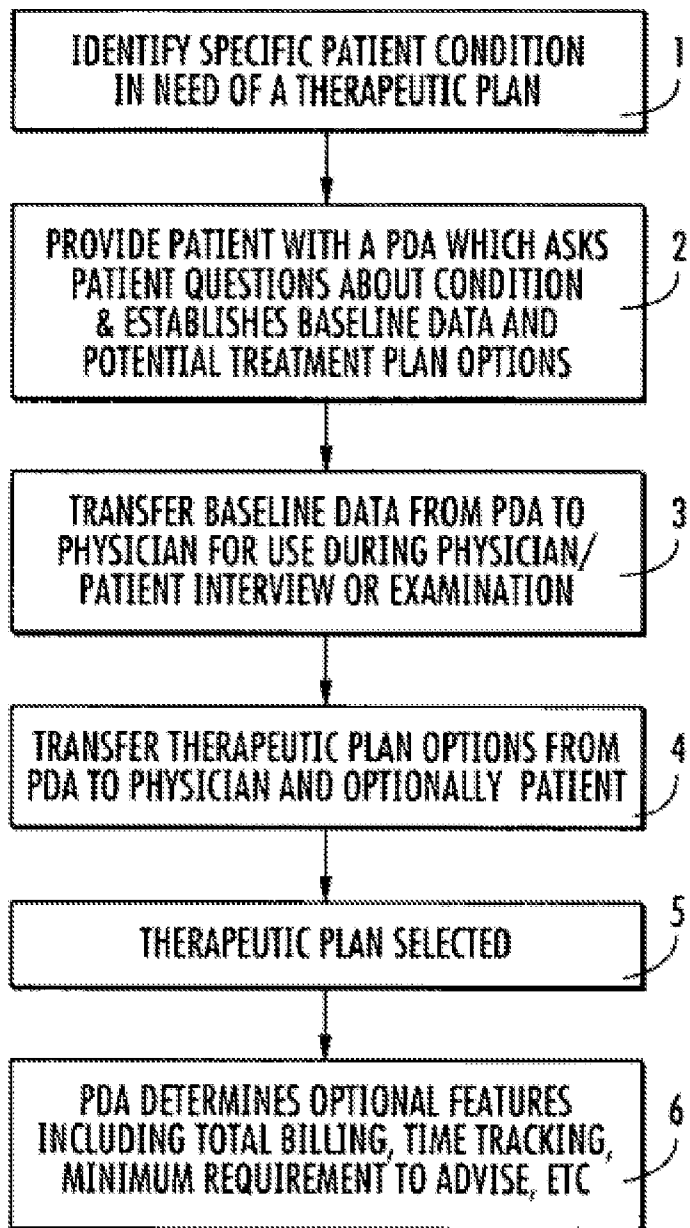 IDENTIFY SPECIFIC PATIENT CONDITION
IN NEED OF A THERAPEUTIC PLAN
1
PROVIDE PATIENT WITH A PDA WHICH ASKS
PATIENT QUESTIONS ABOUT CONDITION
& ESTABLISHES BASELINE DATA AND
POTENTIAL TREATMENT PLAN OPTIONS
2
TRANSFER BASELINE DATA FROM PDA TO
PHYSICIAN FOR USE DURING PHYSICIAN/
PATIENT INTERVIEW OR EXAMINATION
3
TRANSFER THERAPEUTIC PLAN OPTIONS FROM
PDA TO PHYSICIAN AND OPTIONALLY PATIENT
4
THERAPEUTIC PLAN SELECTED
5
PDA DETERMINES OPTIONAL FEATURES
INCLUDING TOTAL BILLING, TIME TRACKING,
MINIMUM REQUIREMENT TO ADVISE, ETC
6